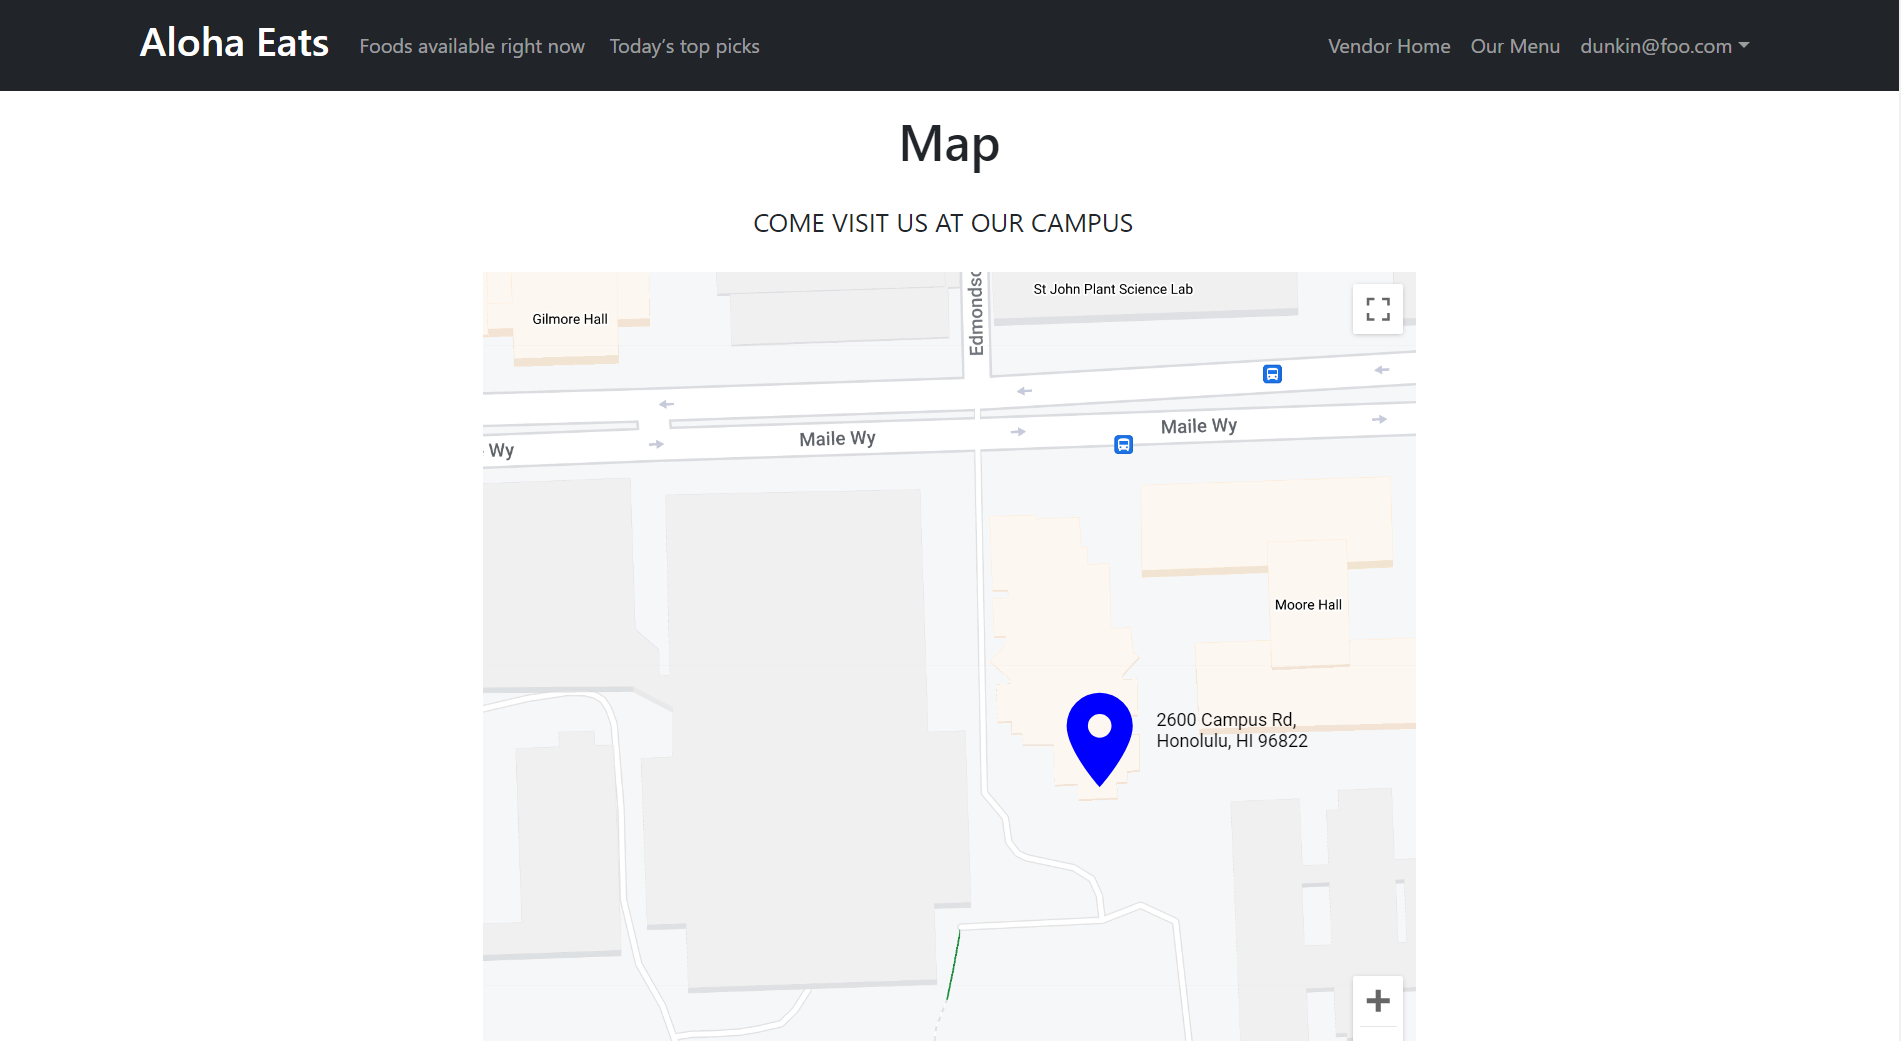 Aloha Eats
Foods available right now
Today's top picks
Vendor Home
Our Menu
dunkin@foo.com
Map
COME VISIT US AT OUR CAMPUS
St John Plant Science Lab
Gilmore Hall
Edmondsc
Maile Wy
Maile Wy
Wy
Moore Hall
2600 Campus Rd,
Honolulu, HI 96822